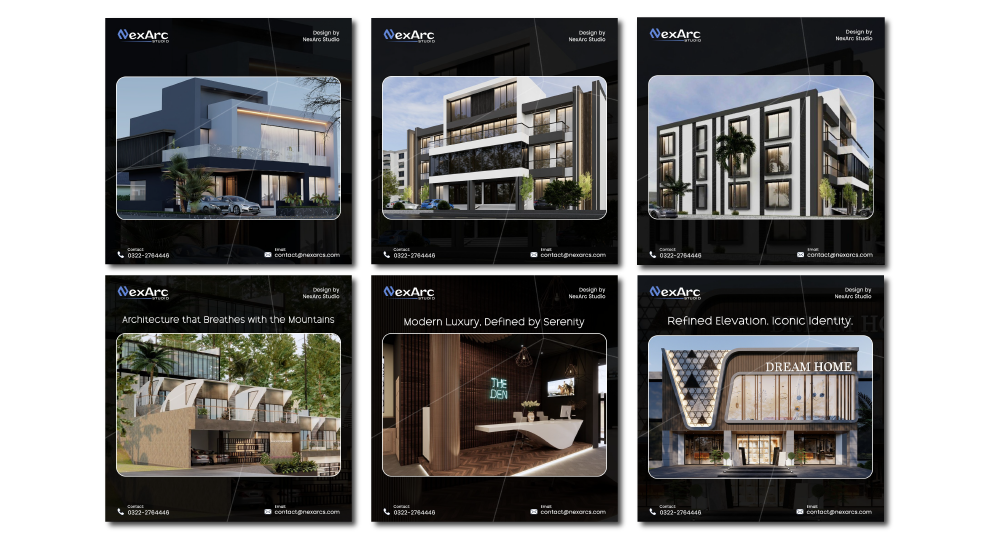 NexArc
STUDIO
Design by
NexArc Studio
Contact:
0322-2764446
Email:
contact@nexarcs.com
NexArc
STUDIO
Design by
NexArc Studio
Contact:
0322-2764446
Email:
contact@nexarcs.com
NexArc
STUDIO
Design by
NexArc Studio
Contact:
0322-2764446
Email:
contact@nexarcs.com
NexArc
STUDIO
Design by
NexArc Studio
Architecture that Breathes with the Mountains
Contact:
0322-2764446
Email:
contact@nexarcs.com
NexArc
STUDIO
Design by
NexArc Studio
Modern Luxury, Defined by Serenity
THE
DEN
Contact:
0322-2764446
Email:
contact@nexarcs.com
NexArc
STUDIO
Design by
NexArc Studio
Refined Elevation. Iconic Identity.
DREAM HOME
Contact:
0322-2764446
Email:
contact@nexarcs.com